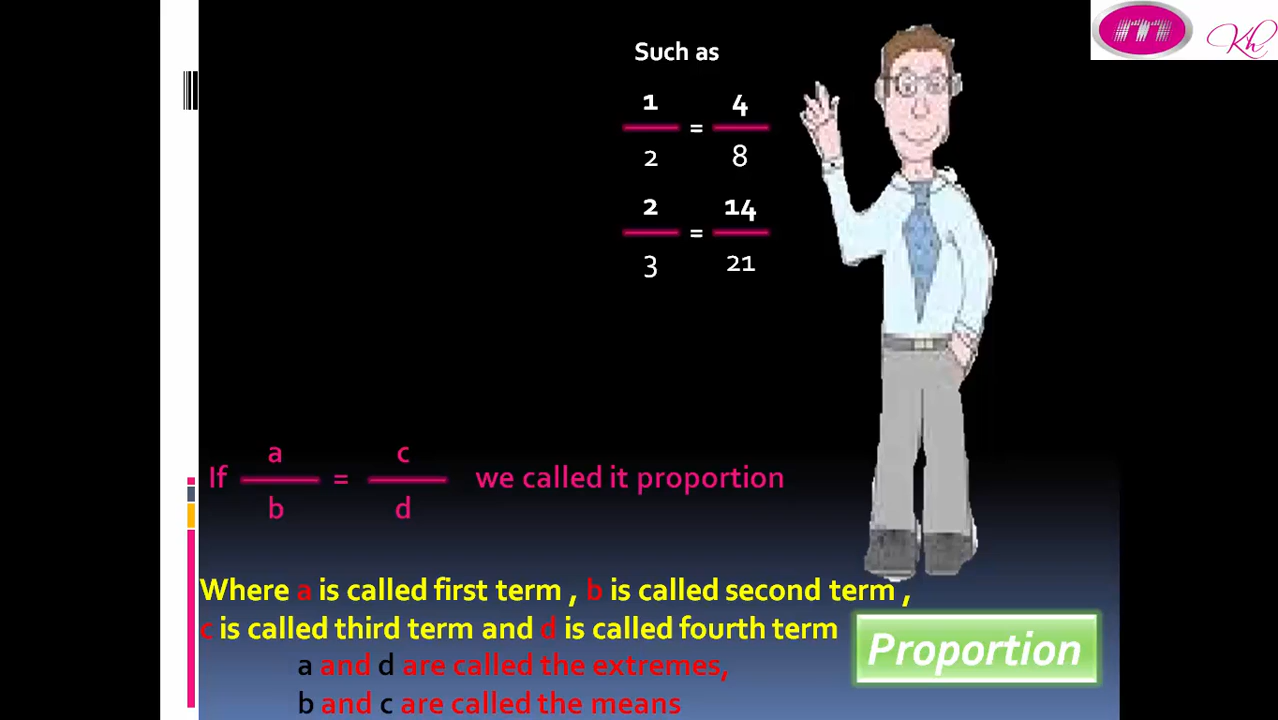 m
Kh
Such as
1/2 = 4/8
2/3 = 14/21
If a/b = c/d we called it proportion
Where a is called first term , b is called second term ,
c is called third term and d is called fourth term
a and d are called the extremes,
b and c are called the means
Proportion